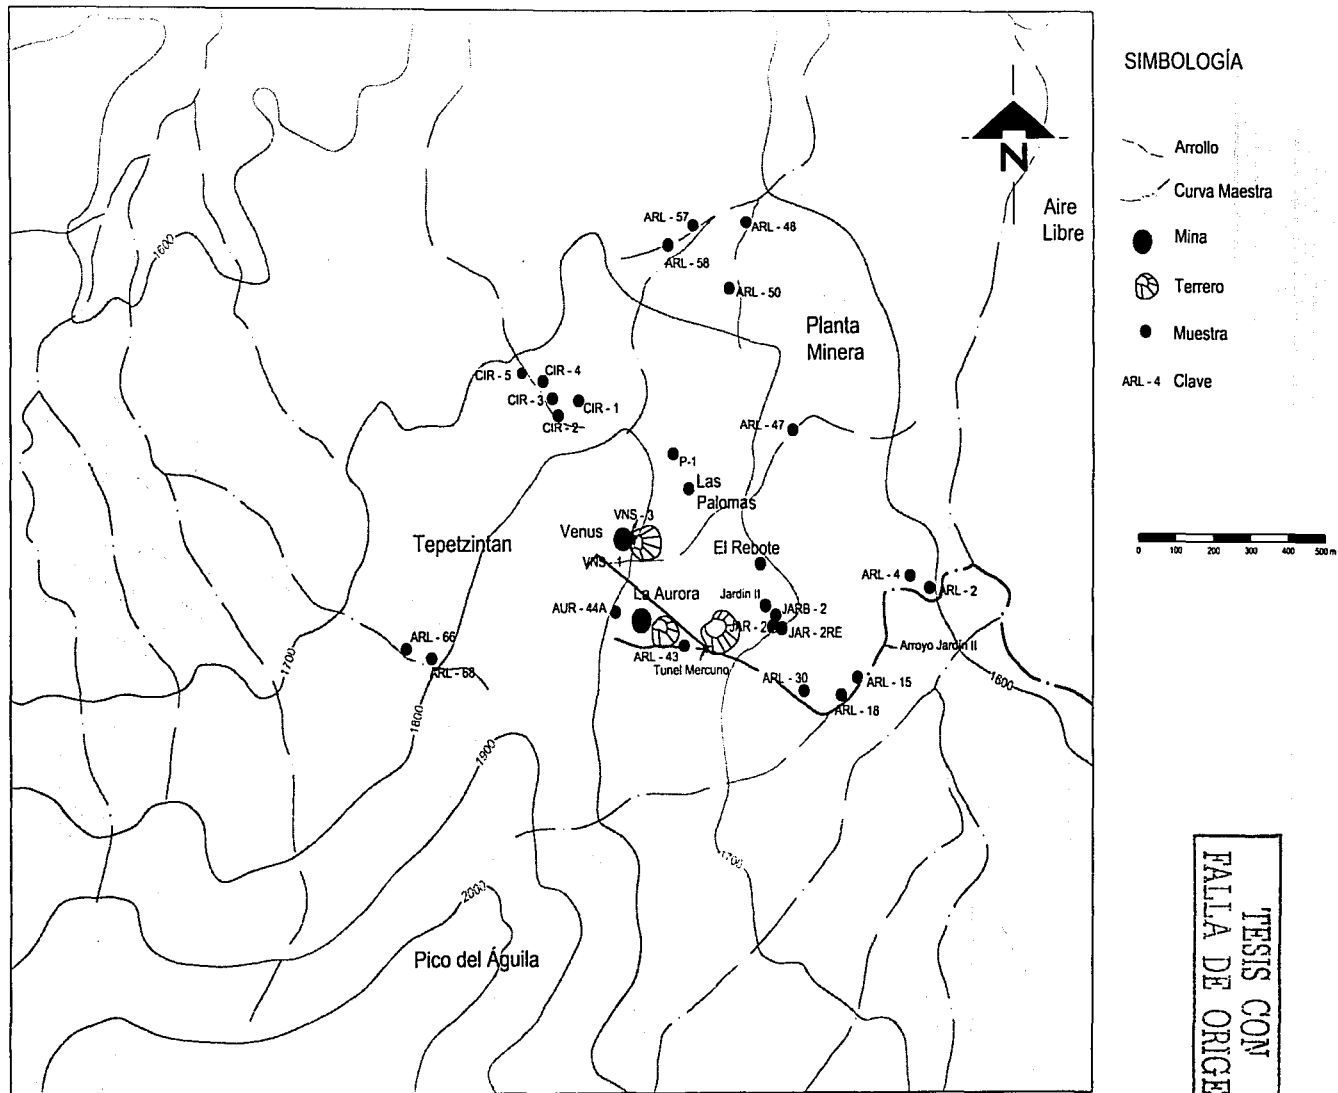 SIMBOLOGÍA
Arrollo
Curva Maestra
Mina
Terrero
Muestra
ARL - 4 Clave
N
Aire
Libre
ARL - 57
ARL - 48
ARL - 58
ARL - 50
Planta
Minera
1600
CIR - 5
CIR - 4
CIR - 3
CIR - 1
CIR - 2
ARL - 47
P-1
Las
Palomas
VNS - 3
Venus
Tepetzintan
VNS - 1
El Rebote
0 100 200 300 400 500 m
ARL - 4
ARL - 2
La Aurora
Jardin II
AUR - 44A
JARB - 2
JAR - 2
JAR - 2RE
ARL - 66
ARL - 68
ARL - 43
Tunel Mercurio
Arroyo Jardín II
1700
ARL - 30
ARL - 15
ARL - 18
1600
1800
1900
1700
2000
Pico del Águila
TESIS CON
FALLA DE ORIGE